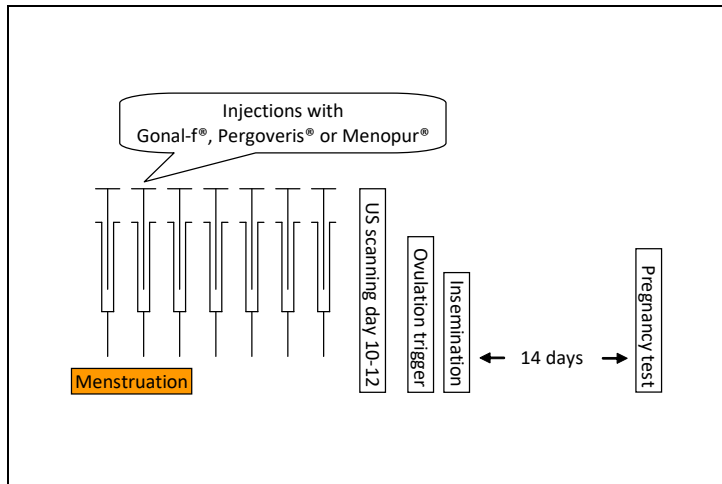 Injections with
Gonal-f®, Pergoveris® or Menopur®
US scanning day 10-12
Ovulation trigger
Insemination
Pregnancy test
14 days
Menstruation